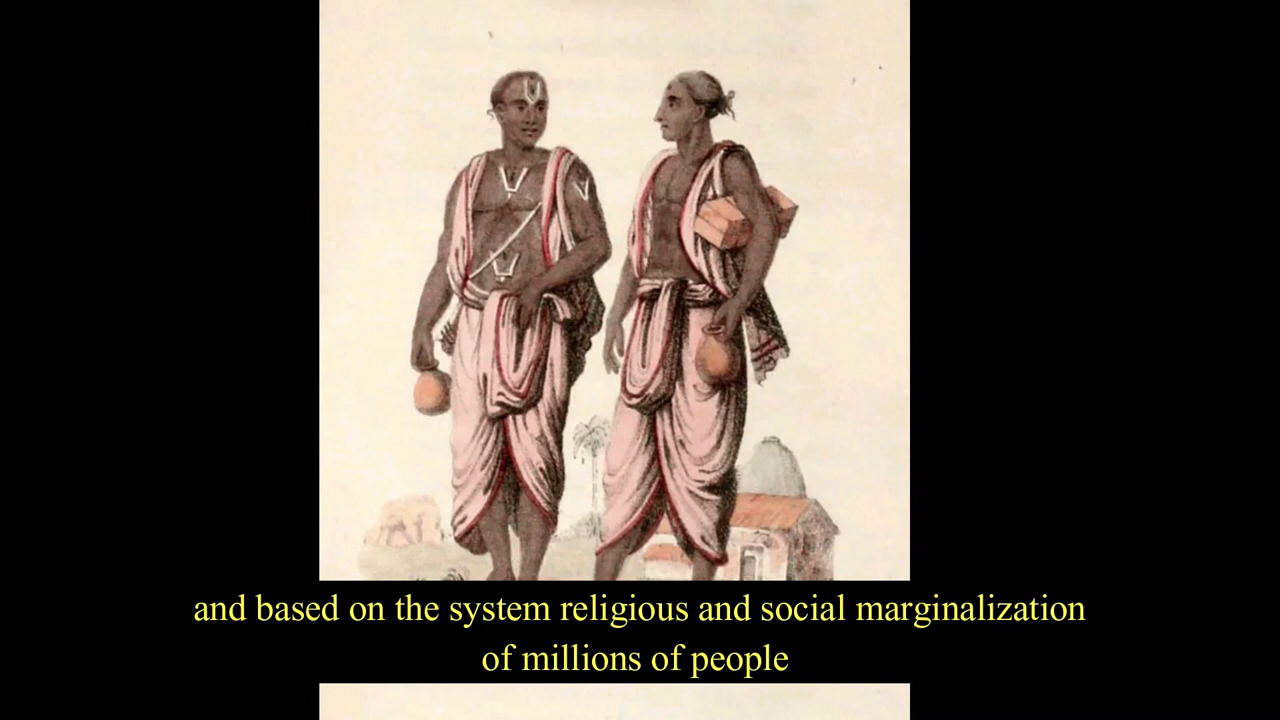 and based on the system religious and social marginalization
of millions of people